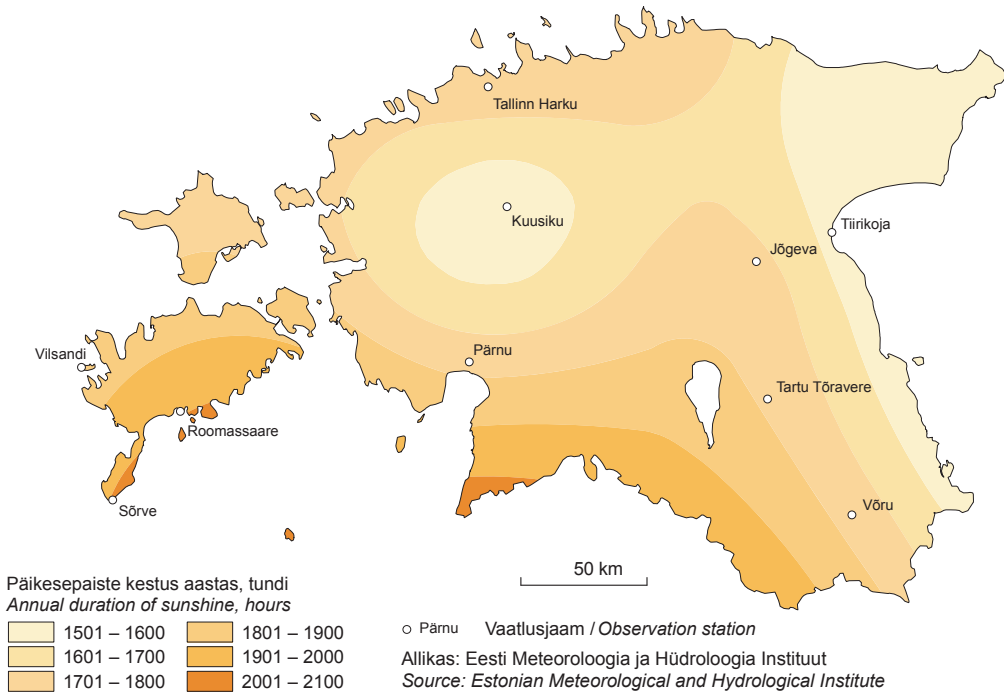 Tallinn Harku
Kuusiku
Tiirikoja
Jõgeva
Vilsandi
Pärnu
Tartu Tõravere
Roomassaare
Sõrve
Võru
50 km
Päikesepaiste kestus aastas, tundi
Annual duration of sunshine, hours
1501 – 1600
1601 – 1700
1701 – 1800
1801 – 1900
1901 – 2000
2001 – 2100
Pärnu Vaatlusjaam / Observation station
Allikas: Eesti Meteoroloogia ja Hüdroloogia Instituut
Source: Estonian Meteorological and Hydrological Institute